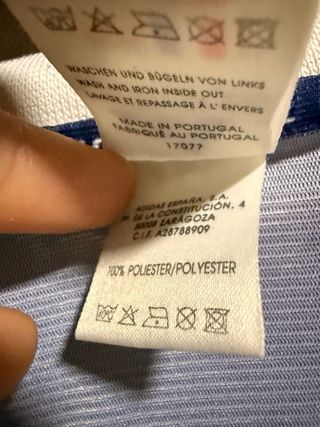 WASCHEN UND BÜGELN VON LINKS
WASH AND IRON INSIDE OUT
LAVAGE ET REPASSAGE À L'ENVERS
MADE IN PORTUGAL
FABRIQUÉ AU PORTUGAL
17077
ADIDAS ESPAÑA, S.A.
DE LA CONSTITUCIÓN, 4
50008 ZARAGOZA
C.I.F. A28788909
100% POLIESTER/POLYESTER